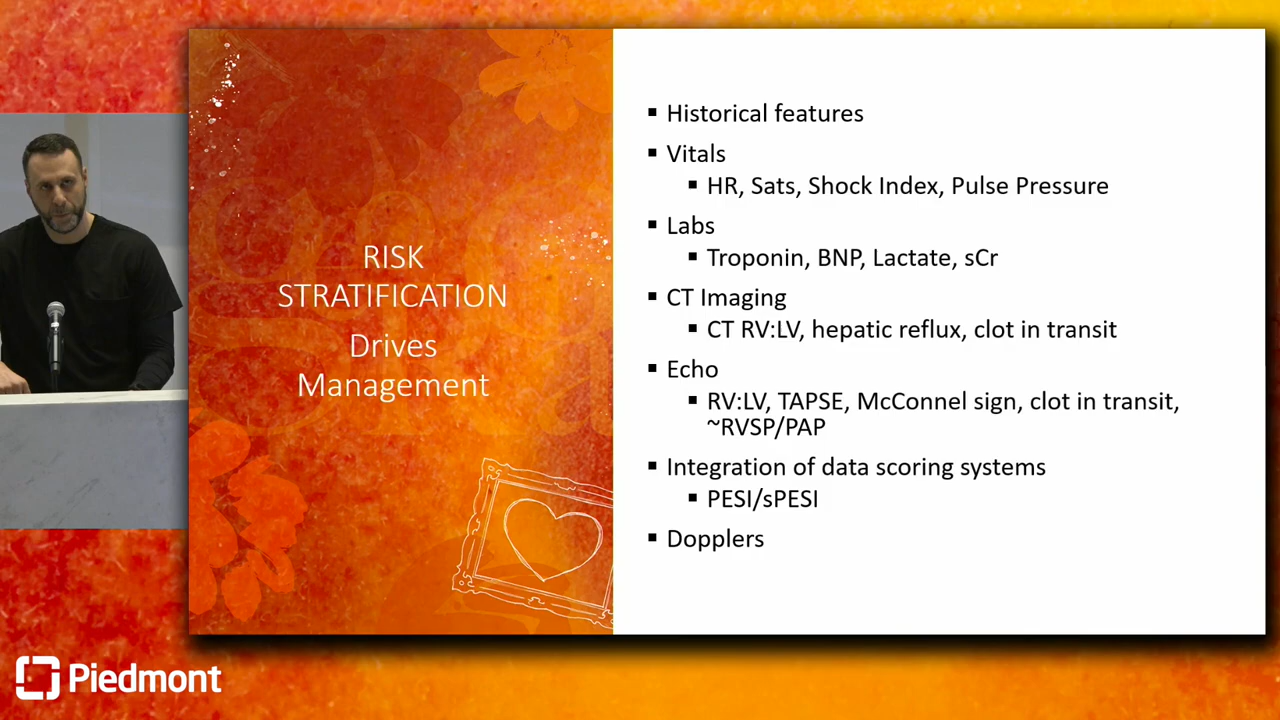 RISK
STRATIFICATION
Drives
Management
▪ Historical features
▪ Vitals
▪ HR, Sats, Shock Index, Pulse Pressure
▪ Labs
▪ Troponin, BNP, Lactate, sCr
▪ CT Imaging
▪ CT RV:LV, hepatic reflux, clot in transit
▪ Echo
▪ RV:LV, TAPSE, McConnel sign, clot in transit,
~RVSP/PAP
▪ Integration of data scoring systems
▪ PESI/sPESI
▪ Dopplers
Piedmont